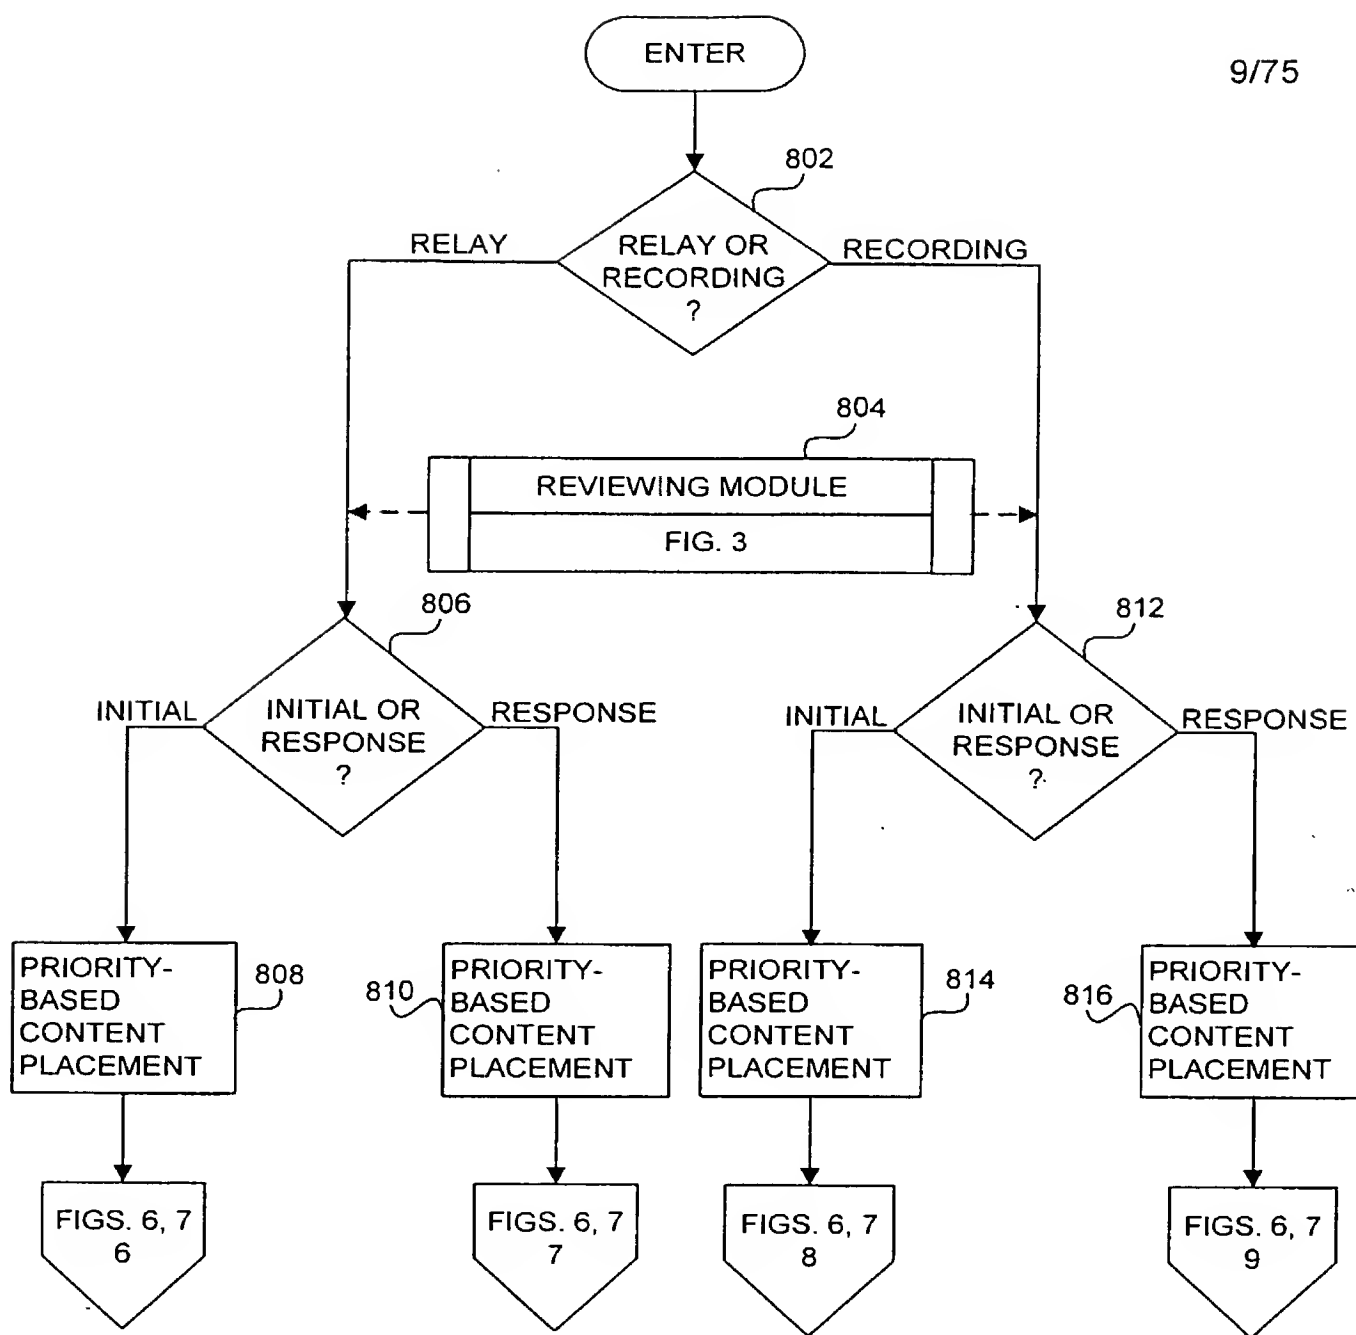 ENTER
9/75
802
RELAY
RELAY OR
RECORDING
?
RECORDING
804
REVIEWING MODULE
FIG. 3
806
INITIAL
INITIAL OR
RESPONSE
?
RESPONSE
812
INITIAL
INITIAL OR
RESPONSE
?
RESPONSE
PRIORITY-
BASED
CONTENT
PLACEMENT
808
810
PRIORITY-
BASED
CONTENT
PLACEMENT
PRIORITY-
BASED
CONTENT
PLACEMENT
814
816
PRIORITY-
BASED
CONTENT
PLACEMENT
FIGS. 6, 7
6
FIGS. 6, 7
7
FIGS. 6, 7
8
FIGS. 6, 7
9